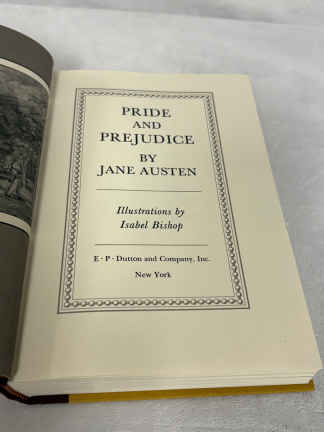 PRIDE
AND
PREJUDICE
BY
JANE AUSTEN
Illustrations by
Isabel Bishop
E · P · Dutton and Company, Inc.
New York